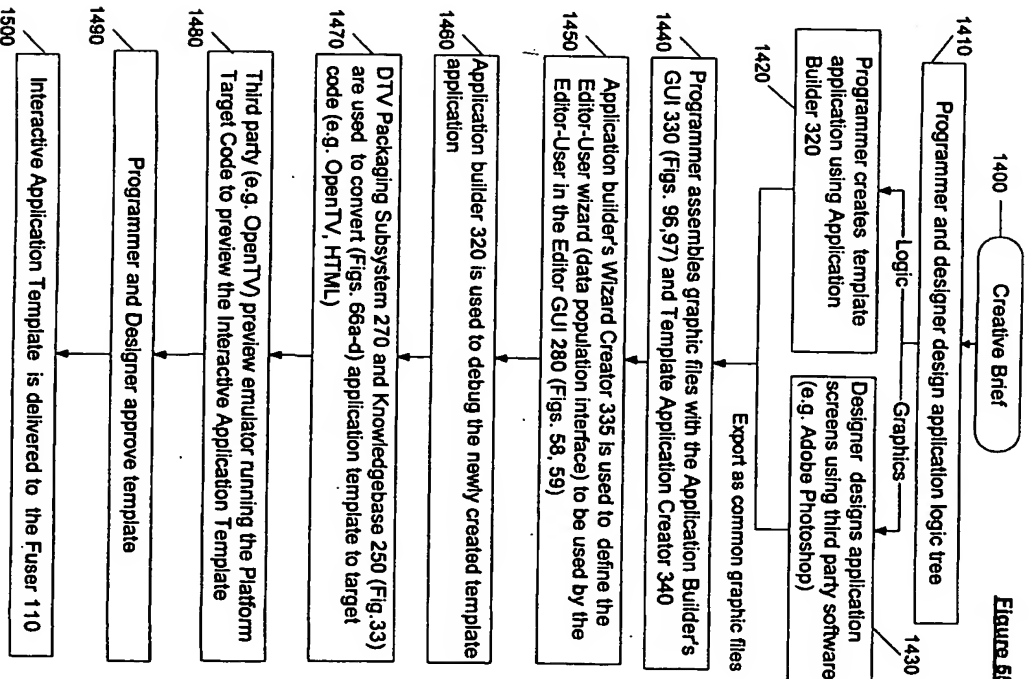 Figure
1400
Creative Brief
1410
Programmer and designer design application logic tree
Logic
Graphics
1420
Programmer creates template
application using Application
Builder 320
1430
Designer designs application
screens using third party software
(e.g. Adobe Photoshop)
Export as common graphic files
1440
Programmer assembles graphic files with the Application Builder's
GUI 330 (Figs. 96,97) and Template Application Creator 340
1450
Application builder's Wizard Creator 335 is used to define the
Editor-User wizard (data population interface) to be used by the
Editor-User in the Editor GUI 280 (Figs. 58, 59)
1460
Application builder 320 is used to debug the newly created template
application
1470
DTV Packaging Subsystem 270 and Knowledgebase 250 (Fig.33)
are used to convert (Figs. 66a-d) application template to target
code (e.g. OpenTV, HTML)
1480
Third party (e.g. OpenTV) preview emulator running the Platform
Target Code to preview the Interactive Application Template
1490
Programmer and Designer approve template
1500
Interactive Application Template is delivered to the Fuser 110